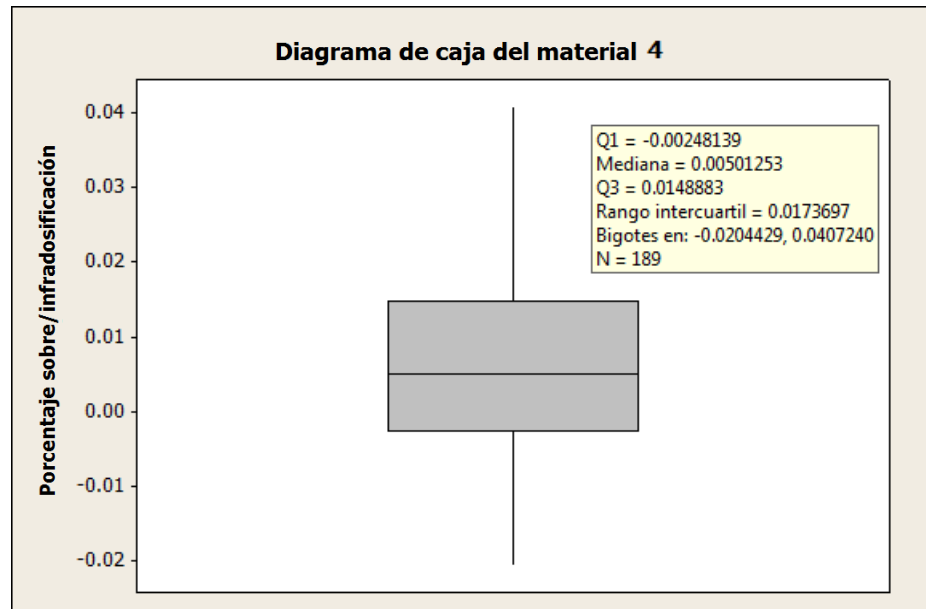 Diagrama de caja del material 4
Porcentaje sobre/infradosificación
0.04
0.03
0.02
0.01
0.00
-0.01
-0.02
Q1 = -0.00248139
Mediana = 0.00501253
Q3 = 0.0148883
Rango intercuartil = 0.0173697
Bigotes en: -0.0204429, 0.0407240
N = 189